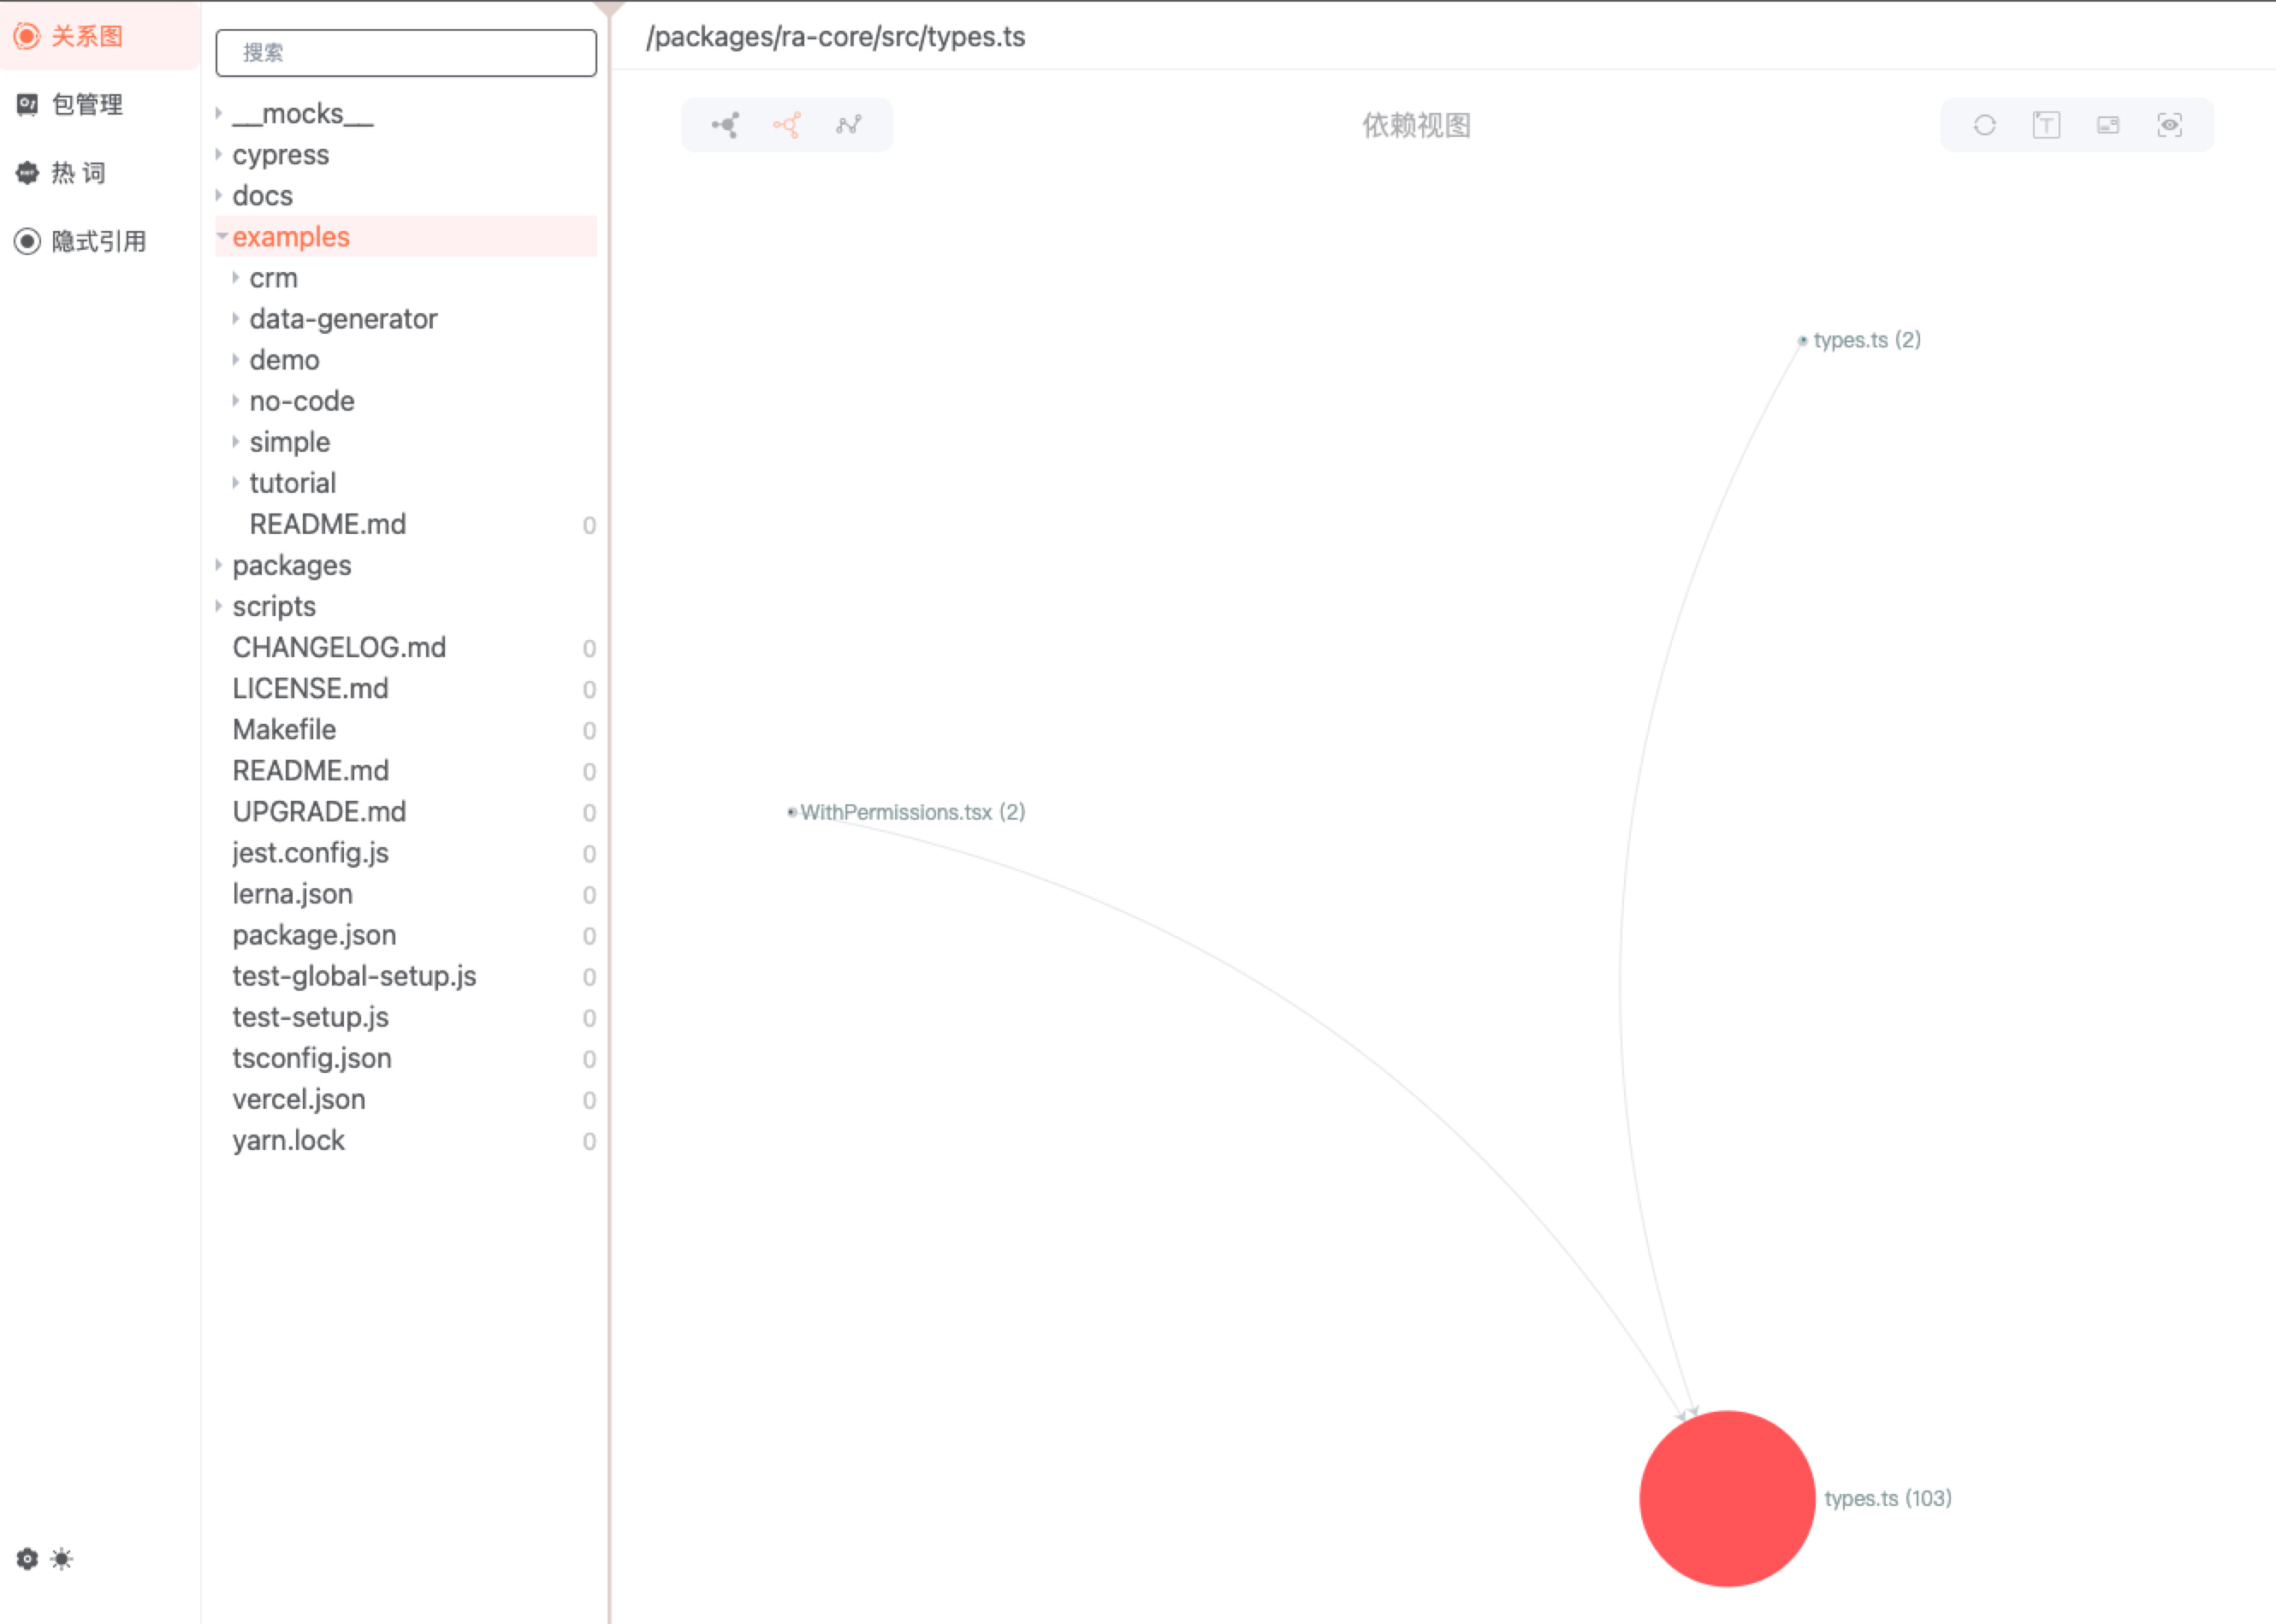 关系图
包管理
热 词
隐式引用
搜索
__mocks__
cypress
docs
examples
crm
data-generator
demo
no-code
simple
tutorial
README.md 0
packages
scripts
CHANGELOG.md 0
LICENSE.md 0
Makefile 0
README.md 0
UPGRADE.md 0
jest.config.js 0
lerna.json 0
package.json 0
test-global-setup.js 0
test-setup.js 0
tsconfig.json 0
vercel.json 0
yarn.lock 0
/packages/ra-core/src/types.ts
依赖视图
T
types.ts (2)
WithPermissions.tsx (2)
types.ts (103)